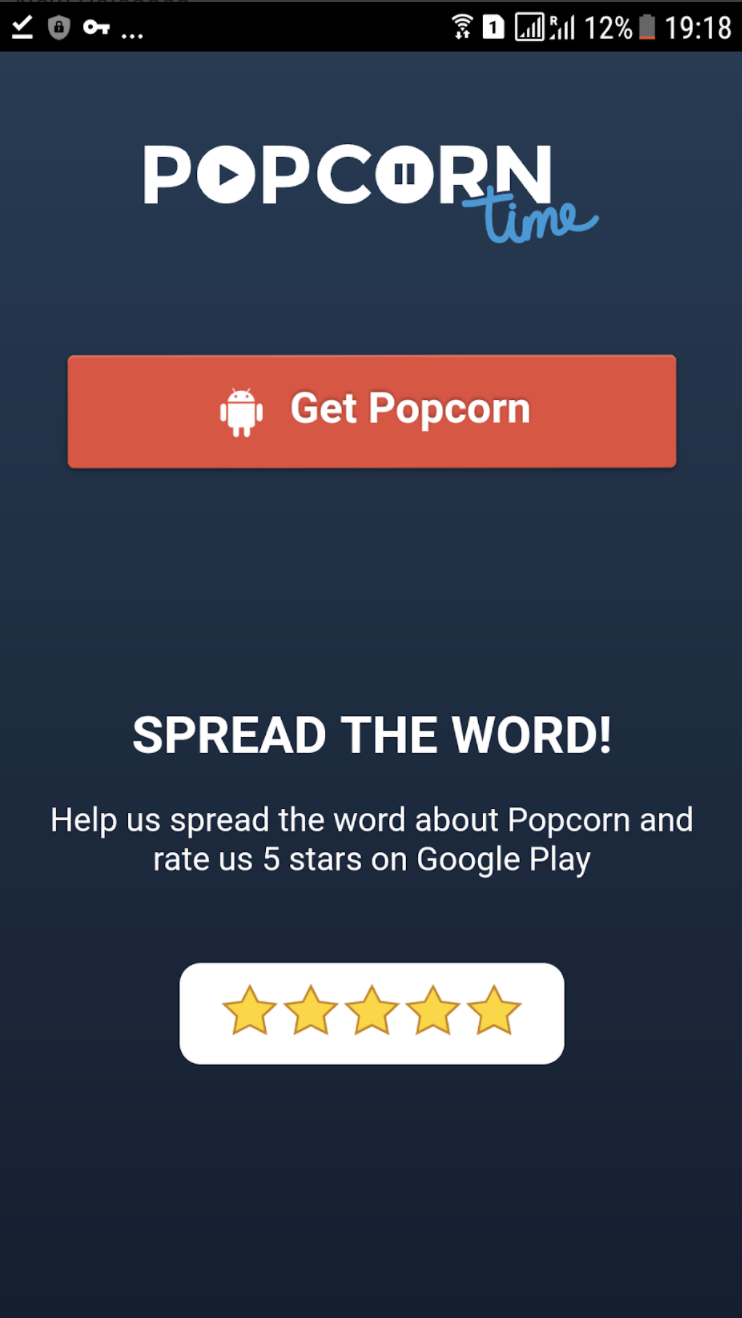 ... 1 R 12% 19:18
POPCORN
time
Get Popcorn
SPREAD THE WORD!
Help us spread the word about Popcorn and
rate us 5 stars on Google Play